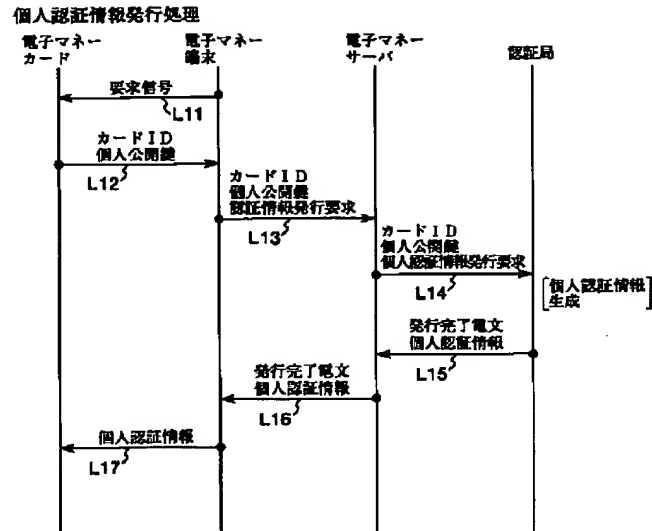 個人認証情報発行処理
電子マネー
カード
電子マネー
端末
電子マネー
サーバ
認証局
要求信号
L11
カードID
個人公開鍵
L12
カードID
個人公開鍵
認証情報発行要求
L13
カードID
個人公開鍵
個人認証情報発行要求
L14
個人認証情報
生成
発行完了電文
個人認証情報
L15
発行完了電文
個人認証情報
L16
個人認証情報
L17